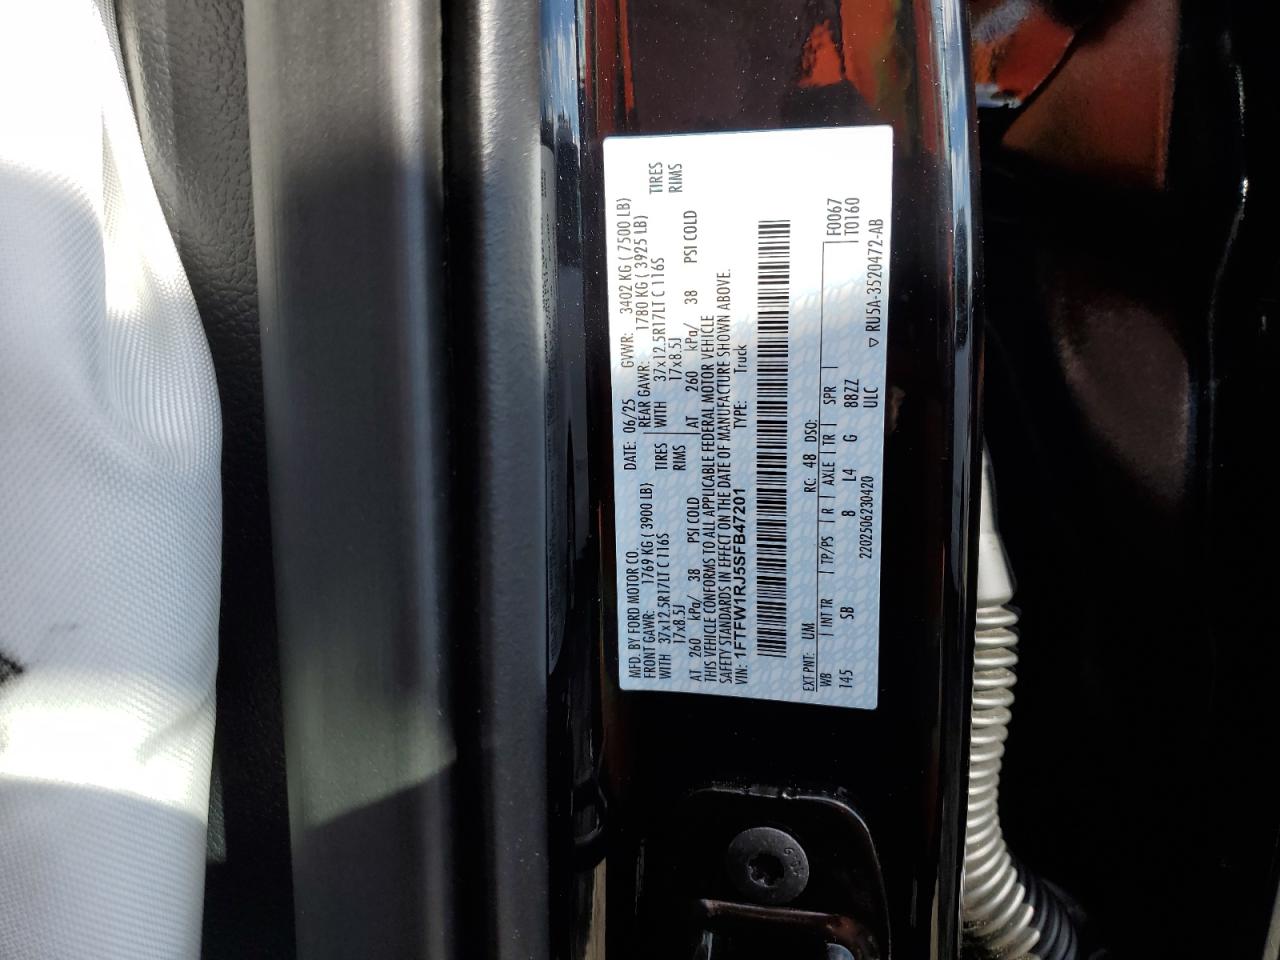 MFD. BY FORD MOTOR CO. DATE: 06/25 GVWR: 3402 KG ( 7500 LB)
FRONT GAWR: 1769 KG ( 3900 LB) REAR GAWR: 1780 KG ( 3925 LB)
WITH 37x12.5R17LT C 116S TIRES WITH 37x12.5R17LT C 116S TIRES
17x8.5J RIMS 17x8.5J RIMS
AT 260 kPa/ 38 PSI COLD AT 260 kPa/ 38 PSI COLD
THIS VEHICLE CONFORMS TO ALL APPLICABLE FEDERAL MOTOR VEHICLE
SAFETY STANDARDS IN EFFECT ON THE DATE OF MANUFACTURE SHOWN ABOVE.
VIN: 1FTFW1RJ5SFB47201 TYPE: Truck
EXT PNT: UM RC: 48 DSO: F0067
WB INT TR TP/PS R AXLE TR SPR T0160
145 SB 8 L4 G 8BZZ
2202506230420 ULC ▽ RU5A-3520472-AB